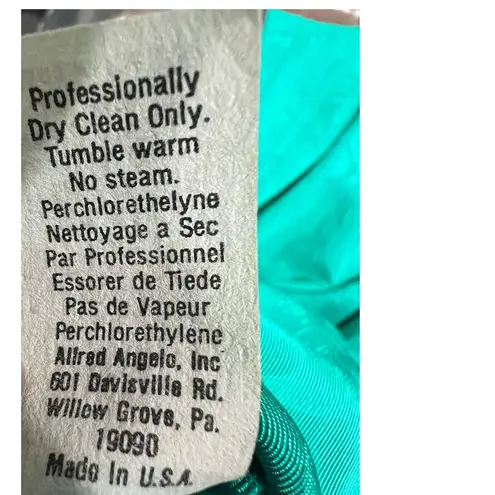 Professionally
Dry Clean Only.
Tumble warm
No steam.
Perchlorethelyne
Nettoyage a Sec
Par Professionnel
Essorer de Tiede
Pas de Vapeur
Perchlorethylene
Alfred Angelo, Inc
601 Davisville Rd.
Willow Grove, Pa.
19090
Made In U.S.A.